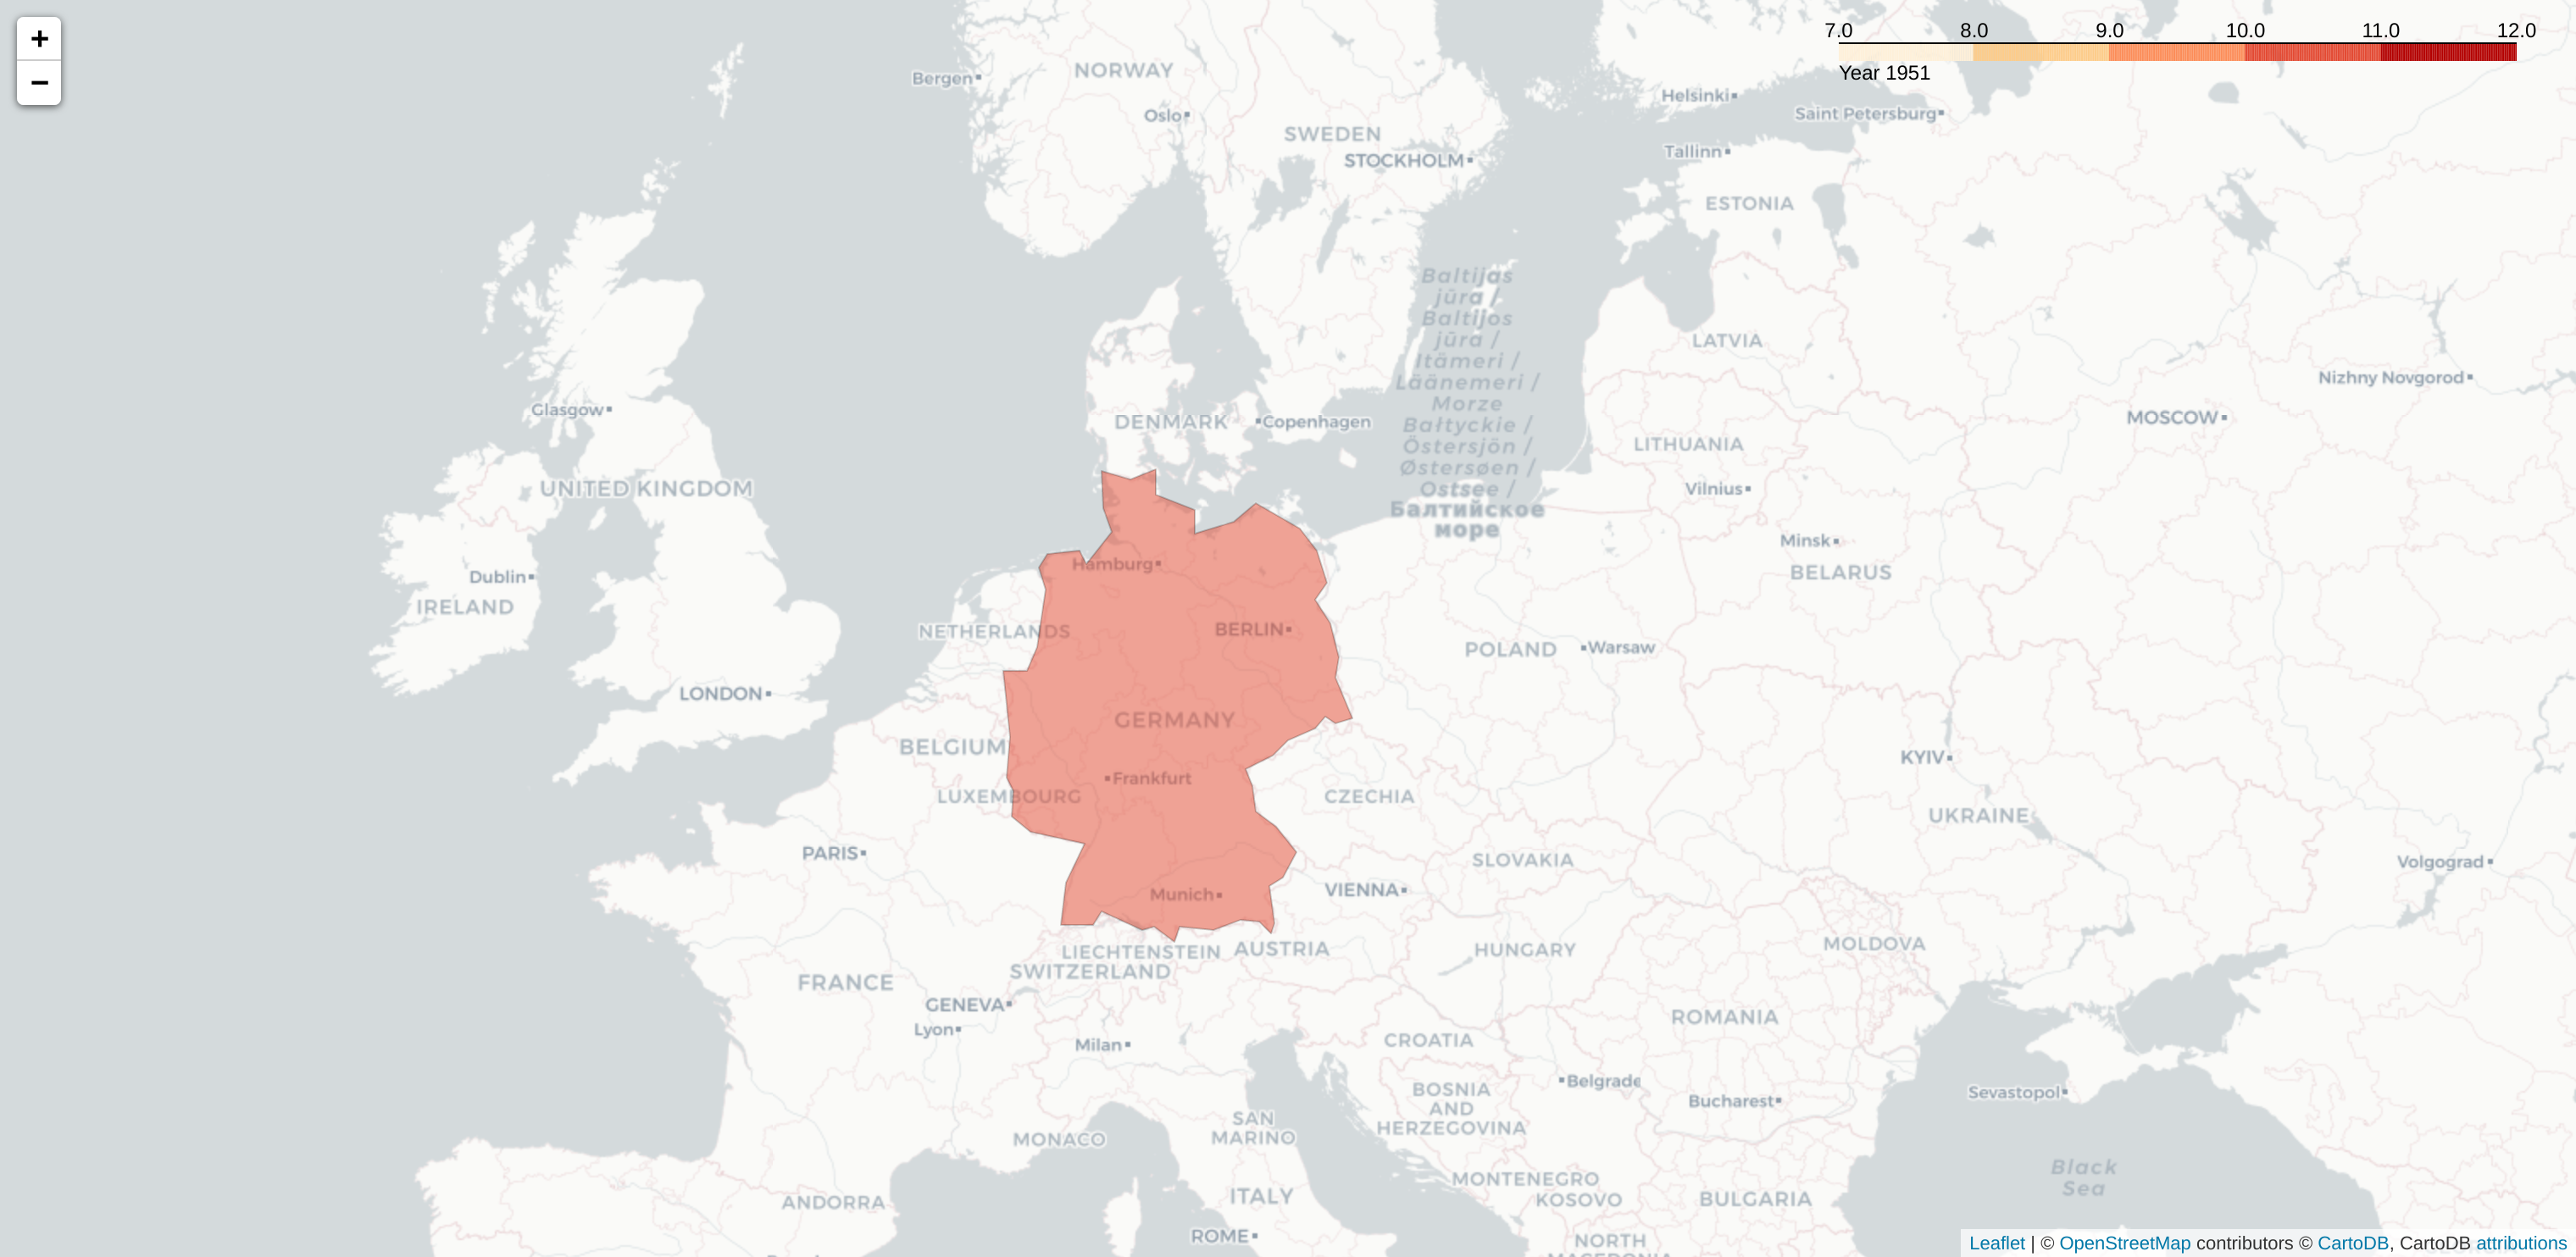 +
−
7.0 8.0 9.0 10.0 11.0 12.0
Year 1951
NORWAY
Bergen
Oslo
SWEDEN
STOCKHOLM
Helsinki
Saint Petersburg
Tallinn
ESTONIA
Baltijas
jūra /
Baltijos
jūra /
Itämeri /
Läänemeri /
Morze
Bałtyckie /
Östersjön /
Østersøen /
Ostsee /
Балтийское
море
LATVIA
Nizhny Novgorod
MOSCOW
Glasgow
DENMARK
Copenhagen
LITHUANIA
Vilnius
UNITED KINGDOM
Minsk
BELARUS
Hamburg
Dublin
IRELAND
NETHERLANDS
BERLIN
POLAND
Warsaw
LONDON
GERMANY
BELGIUM
KYIV
Frankfurt
LUXEMBOURG
CZECHIA
UKRAINE
PARIS
SLOVAKIA
Volgograd
Munich
VIENNA
LIECHTENSTEIN
AUSTRIA
HUNGARY
MOLDOVA
SWITZERLAND
FRANCE
GENEVA
Lyon
ROMANIA
Milan
CROATIA
Belgrade
BOSNIA
AND
HERZEGOVINA
Bucharest
Sevastopol
SAN
MARINO
MONACO
Black
Sea
MONTENEGRO
ITALY
KOSOVO
BULGARIA
ANDORRA
ROME
NORTH
Leaflet | © OpenStreetMap contributors © CartoDB, CartoDB attributions